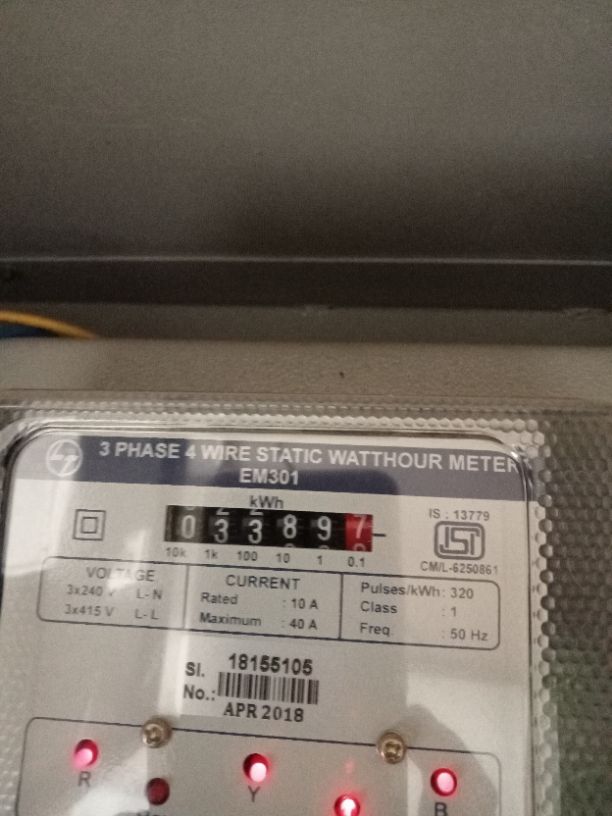 3 PHASE 4 WIRE STATIC WATTHOUR METER
EM301
kWh
0 3 3 8 9 7
10k 1k 100 10 1 0.1
IS : 13779
ISI
CM/L-6250861
VOLTAGE
3x240 V L- N
3x415 V L- L
CURRENT
Rated : 10 A
Maximum : 40 A
Pulses/kWh : 320
Class : 1
Freq. : 50 Hz
Sl. No.: 18155105
APR 2018
R Y B